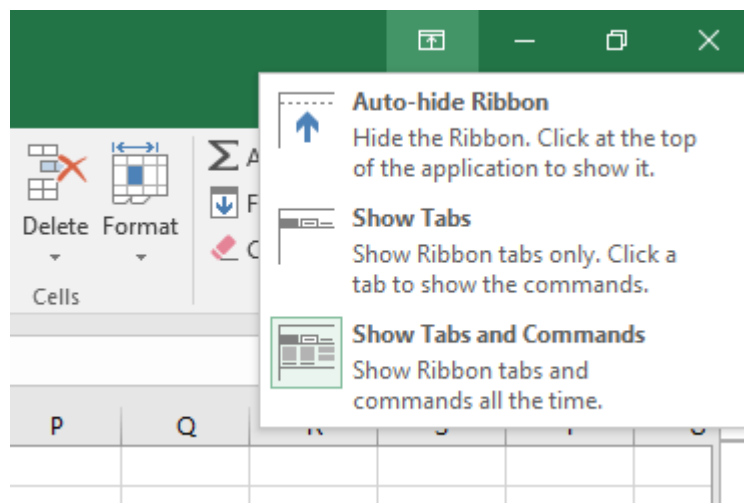 Auto-hide Ribbon
Hide the Ribbon. Click at the top
of the application to show it.
Show Tabs
Show Ribbon tabs only. Click a
tab to show the commands.
Show Tabs and Commands
Show Ribbon tabs and
commands all the time.
Σ A
F
C
Delete Format
Cells
P Q